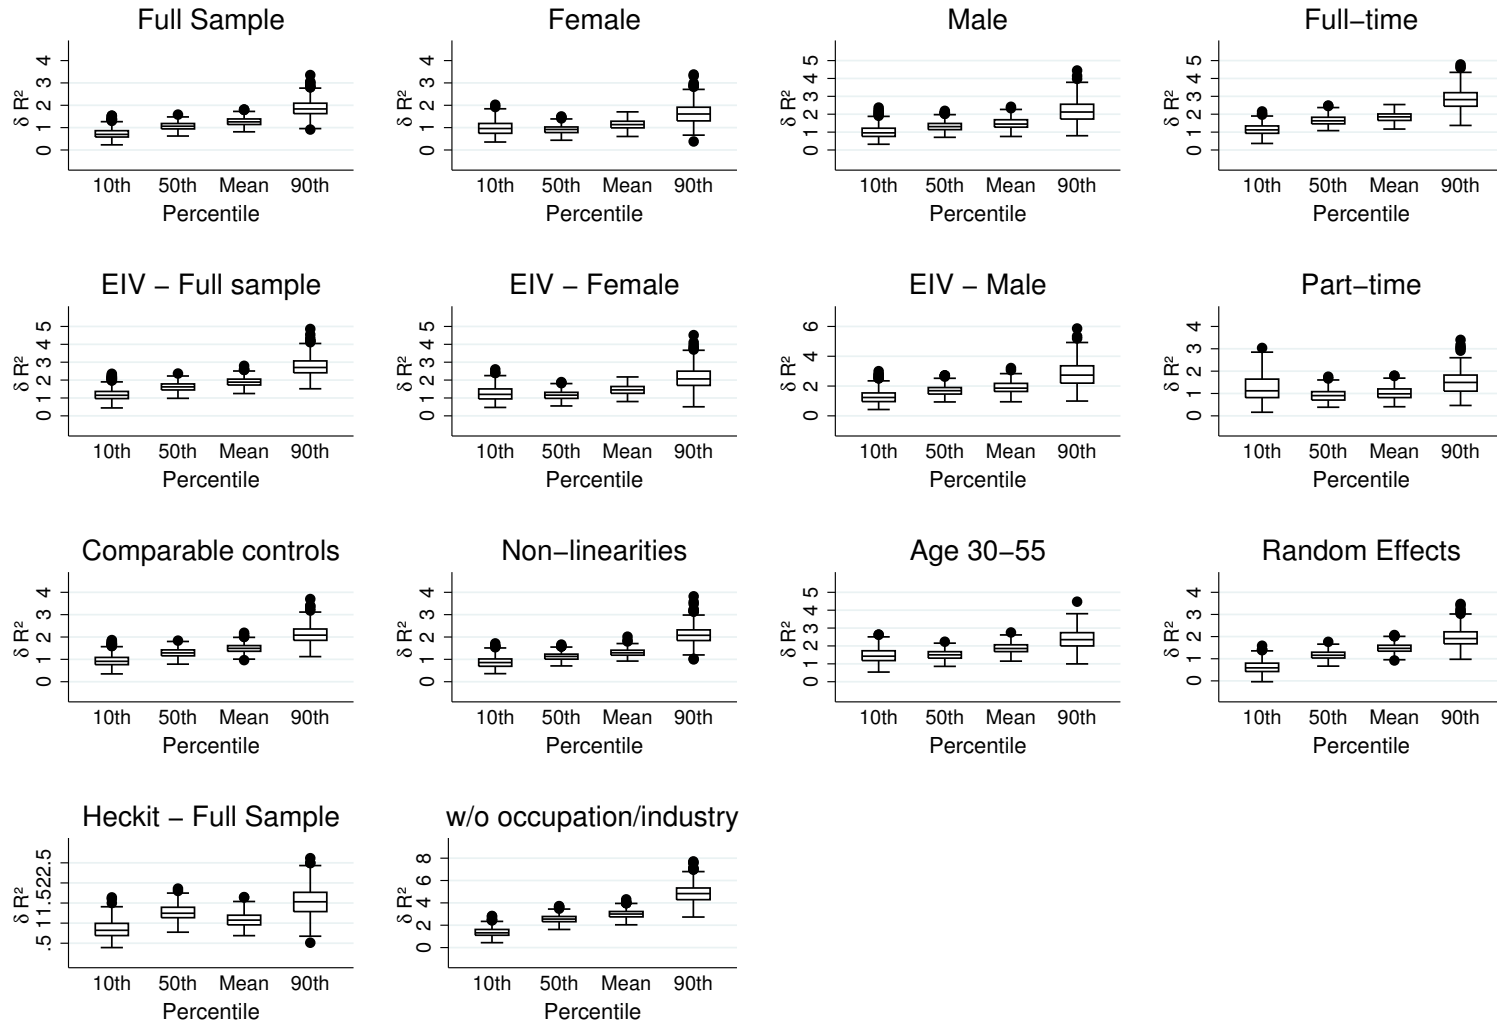 Full Sample
δ R²
0 1 2 3 4
10th 50th Mean 90th
Percentile
Female
δ R²
0 1 2 3 4
10th 50th Mean 90th
Percentile
Male
δ R²
0 1 2 3 4 5
10th 50th Mean 90th
Percentile
Full−time
δ R²
0 1 2 3 4 5
10th 50th Mean 90th
Percentile
EIV − Full sample
δ R²
0 1 2 3 4 5
10th 50th Mean 90th
Percentile
EIV − Female
δ R²
0 1 2 3 4 5
10th 50th Mean 90th
Percentile
EIV − Male
δ R²
0 2 4 6
10th 50th Mean 90th
Percentile
Part−time
δ R²
0 1 2 3 4
10th 50th Mean 90th
Percentile
Comparable controls
δ R²
0 1 2 3 4
10th 50th Mean 90th
Percentile
Non−linearities
δ R²
0 1 2 3 4
10th 50th Mean 90th
Percentile
Age 30−55
δ R²
0 1 2 3 4 5
10th 50th Mean 90th
Percentile
Random Effects
δ R²
0 1 2 3 4
10th 50th Mean 90th
Percentile
Heckit − Full Sample
δ R²
.5 1 1.5 2 2.5
10th 50th Mean 90th
Percentile
w/o occupation/industry
δ R²
0 2 4 6 8
10th 50th Mean 90th
Percentile